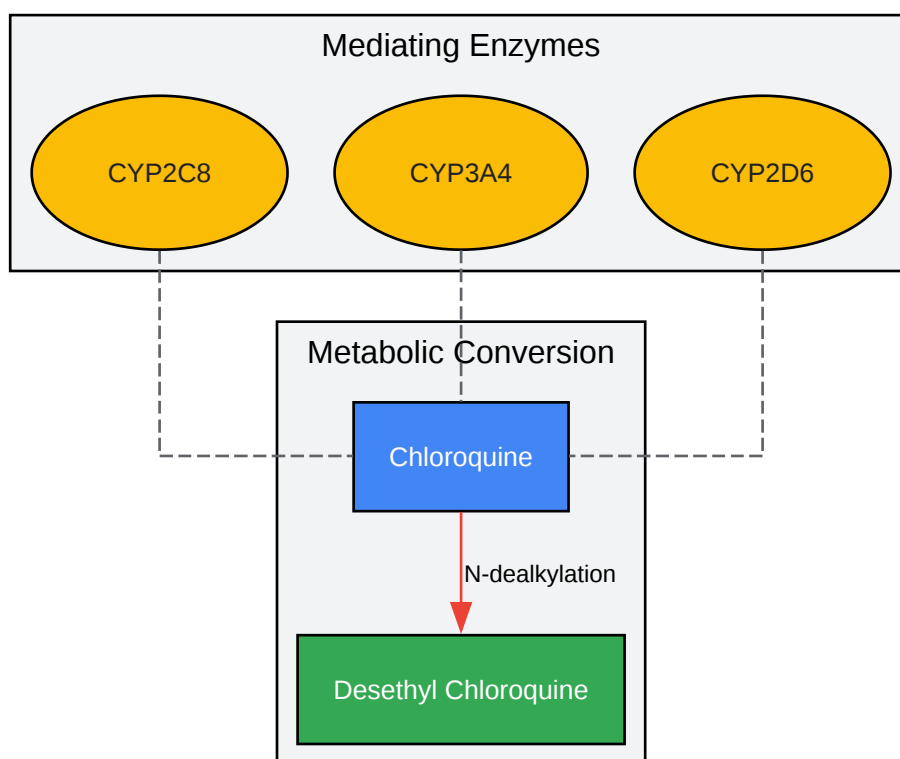 Mediating Enzymes
CYP2C8
CYP3A4
CYP2D6
Metabolic Conversion
Chloroquine
N-dealkylation
Desethyl Chloroquine